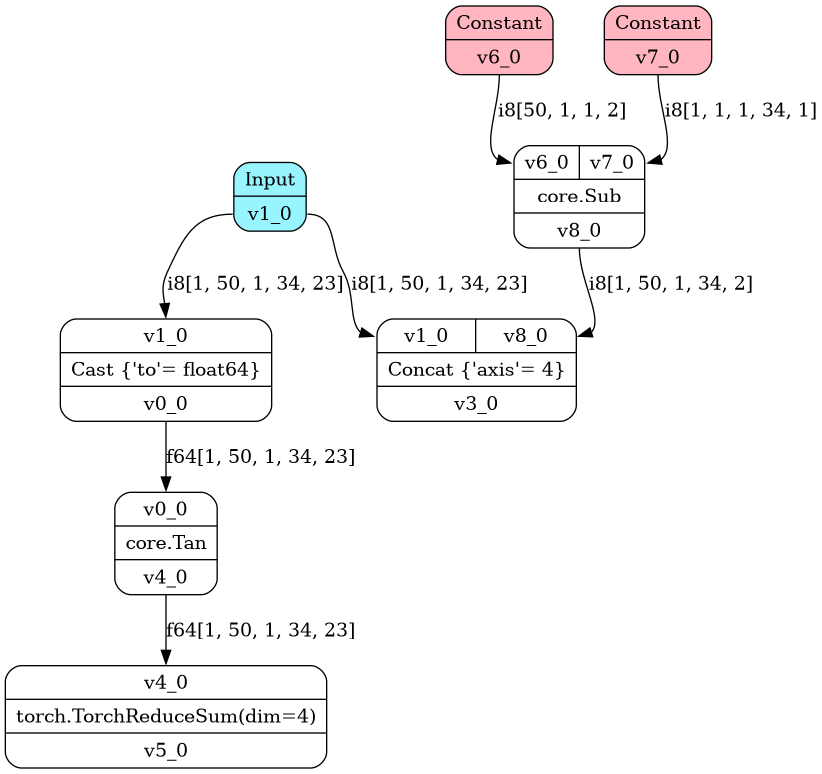 Constant
v6_0
Constant
v7_0
i8[50, 1, 1, 2]
i8[1, 1, 1, 34, 1]
v6_0
v7_0
core.Sub
v8_0
Input
v1_0
i8[1, 50, 1, 34, 23]
i8[1, 50, 1, 34, 23]
i8[1, 50, 1, 34, 2]
v1_0
Cast {'to'= float64}
v0_0
v1_0
v8_0
Concat {'axis'= 4}
v3_0
f64[1, 50, 1, 34, 23]
v0_0
core.Tan
v4_0
f64[1, 50, 1, 34, 23]
v4_0
torch.TorchReduceSum(dim=4)
v5_0